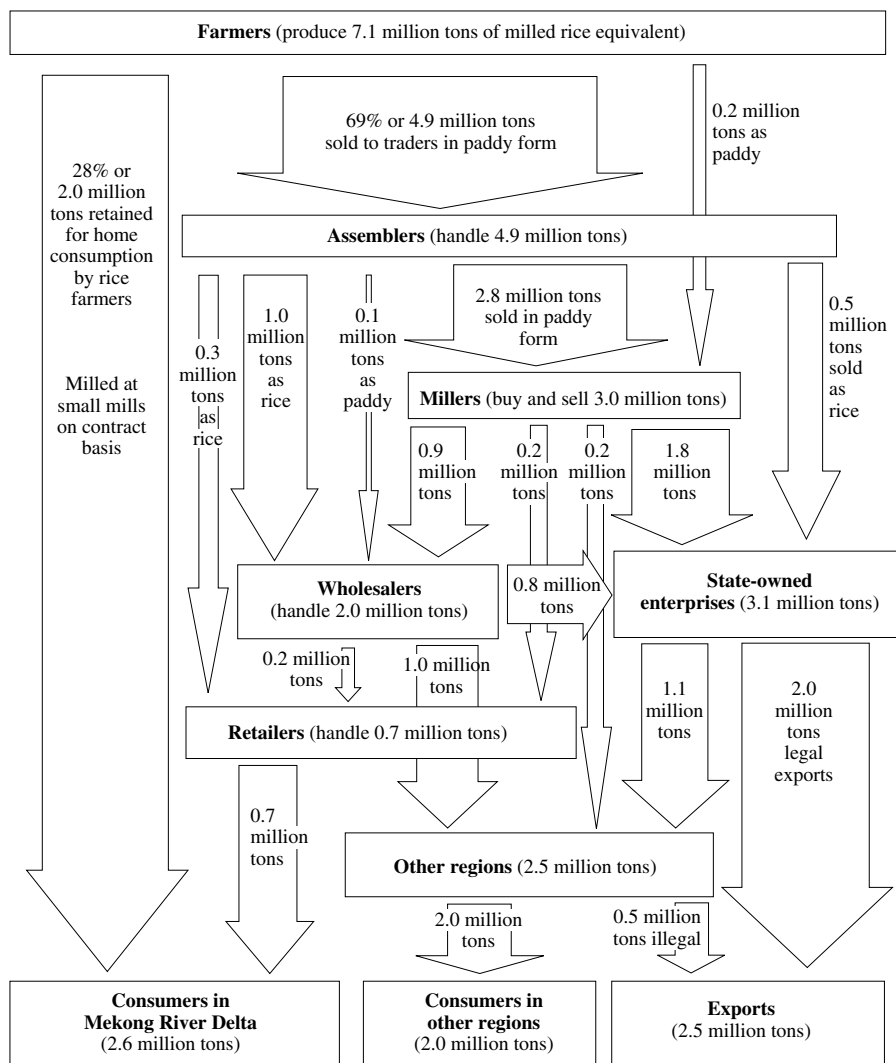 Farmers (produce 7.1 million tons of milled rice equivalent)
69% or 4.9 million tons
sold to traders in paddy form
0.2 million
tons as
paddy
28% or
2.0 million
tons retained
for home
consumption
by rice
farmers
Milled at
small mills
on contract
basis
Assemblers (handle 4.9 million tons)
0.3
million
tons
as
rice
1.0
million
tons
as
rice
0.1
million
tons
as
paddy
2.8 million tons
sold in paddy
form
0.5
million
tons
sold
as
rice
Millers (buy and sell 3.0 million tons)
0.9
million
tons
0.2
million
tons
0.2
million
tons
1.8
million
tons
Wholesalers
(handle 2.0 million tons)
0.8 million
tons
State-owned
enterprises (3.1 million tons)
0.2 million
tons
1.0 million
tons
1.1
million
tons
2.0
million
tons
legal
exports
Retailers (handle 0.7 million tons)
0.7
million
tons
Other regions (2.5 million tons)
2.0 million
tons
0.5 million
tons illegal
Consumers in
Mekong River Delta
(2.6 million tons)
Consumers in
other regions
(2.0 million tons)
Exports
(2.5 million tons)